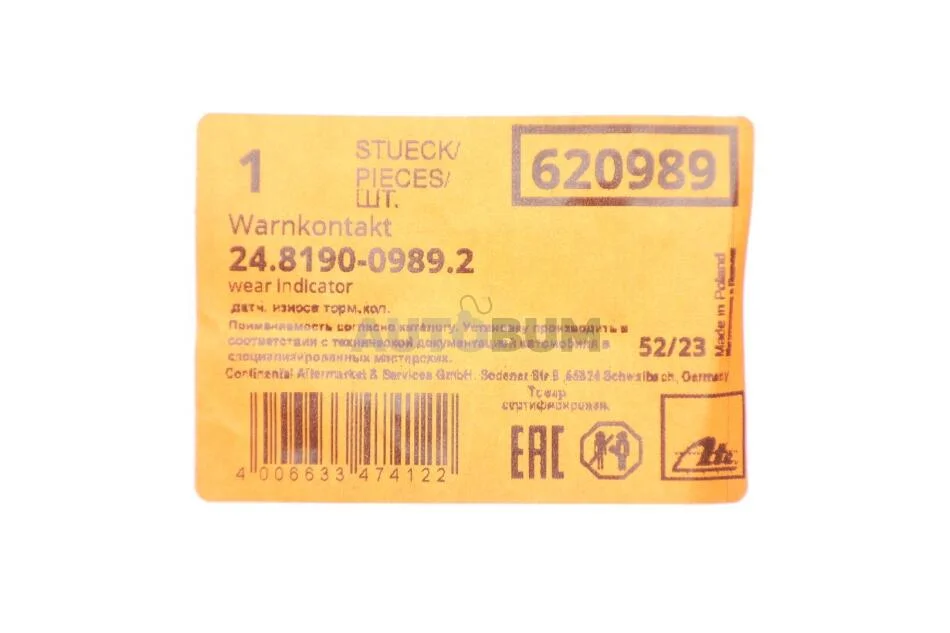 1
STUECK/
PIECES/
ШТ.
620989
Warnkontakt
24.8190-0989.2
wear indicator
датч. износа торм.кол.
Применяемость согласно каталогу. Установку производить в
соответствии с технической документацией автомобиля в
специализированных мастерских.
52/23
Made in Poland
Continental Aftermarket & Services GmbH. Sodener Str.9 ,65824 Schwalbach, Germany
Товар
сертифицирован.
EAC
Ate
4 006633 474122
AUTOBUM